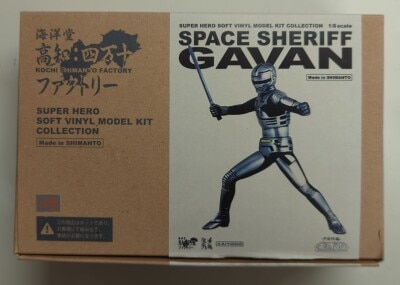 海洋堂
高知:四万十
KOCHI SHIMANTO FACTORY
ファクトリー
SUPER HERO
SOFT VINYL MODEL KIT
COLLECTION
Made in SHIMANTO
SUPER HERO SOFT VINYL MODEL KIT COLLECTION 1/8scale
SPACE SHERIFF
GAVAN
Made in SHIMANTO